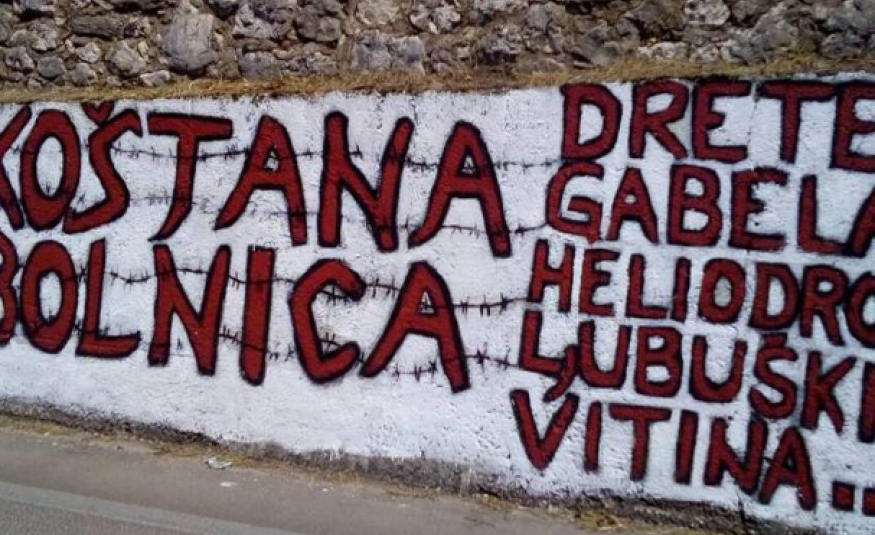 KOŠTANA
BOLNICA
DRETE
GABELA
HELIODRO
LJUBUŠKI
VITINA...